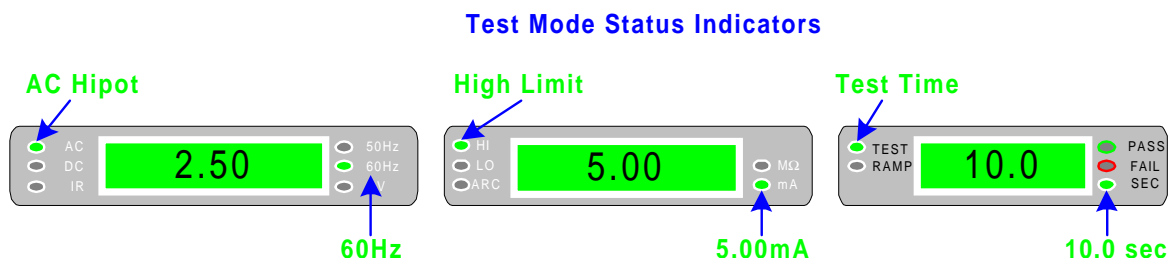 Test Mode Status Indicators
AC Hipot
High Limit
Test Time
AC
DC
IR
2.50
50Hz
60Hz
V
HI
LO
ARC
5.00
MΩ
mA
TEST
RAMP
10.0
PASS
FAIL
SEC
60Hz
5.00mA
10.0 sec